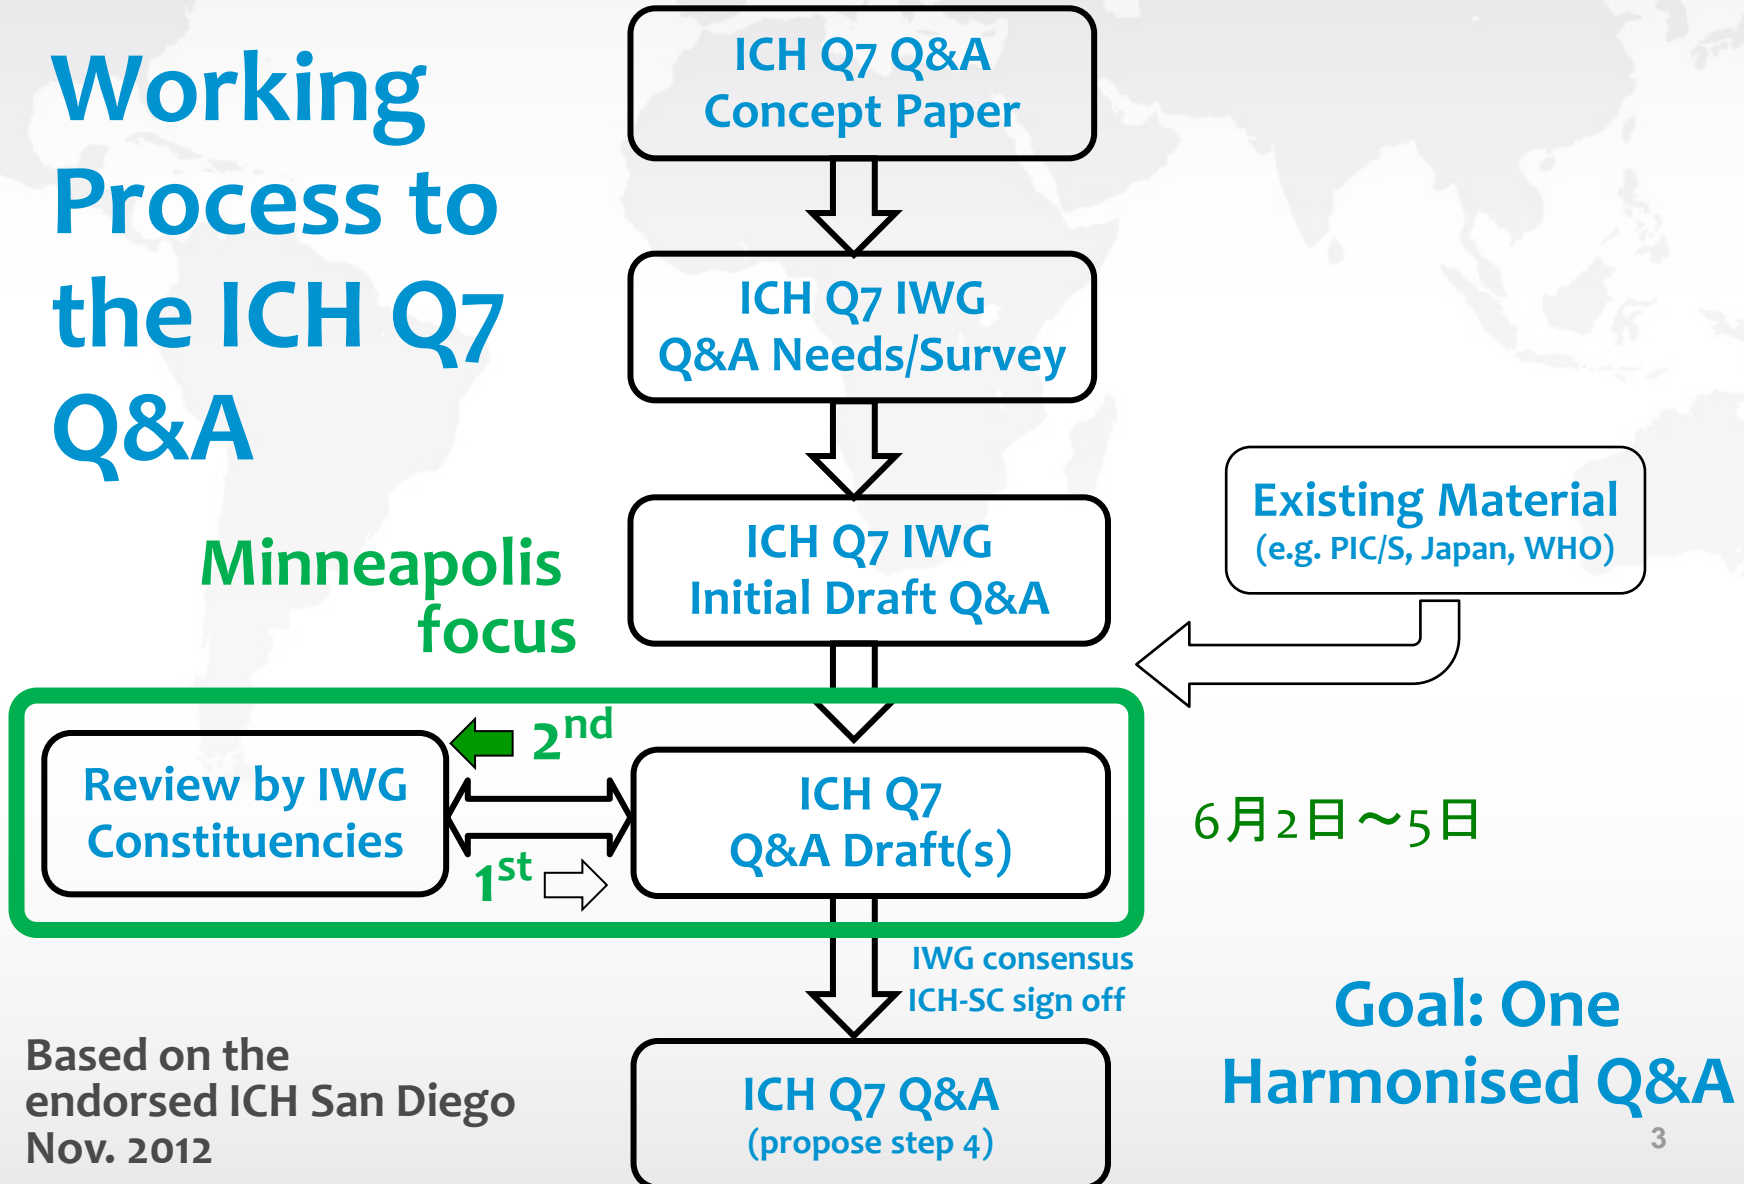 Working
Process to
the ICH Q7
Q&A
ICH Q7 Q&A
Concept Paper
ICH Q7 IWG
Q&A Needs/Survey
ICH Q7 IWG
Initial Draft Q&A
Existing Material
(e.g. PIC/S, Japan, WHO)
Minneapolis
focus
2nd
Review by IWG
Constituencies
1st
ICH Q7
Q&A Draft(s)
6月2日～5日
IWG consensus
ICH-SC sign off
ICH Q7 Q&A
(propose step 4)
Goal: One
Harmonised Q&A
Based on the
endorsed ICH San Diego
Nov. 2012
3